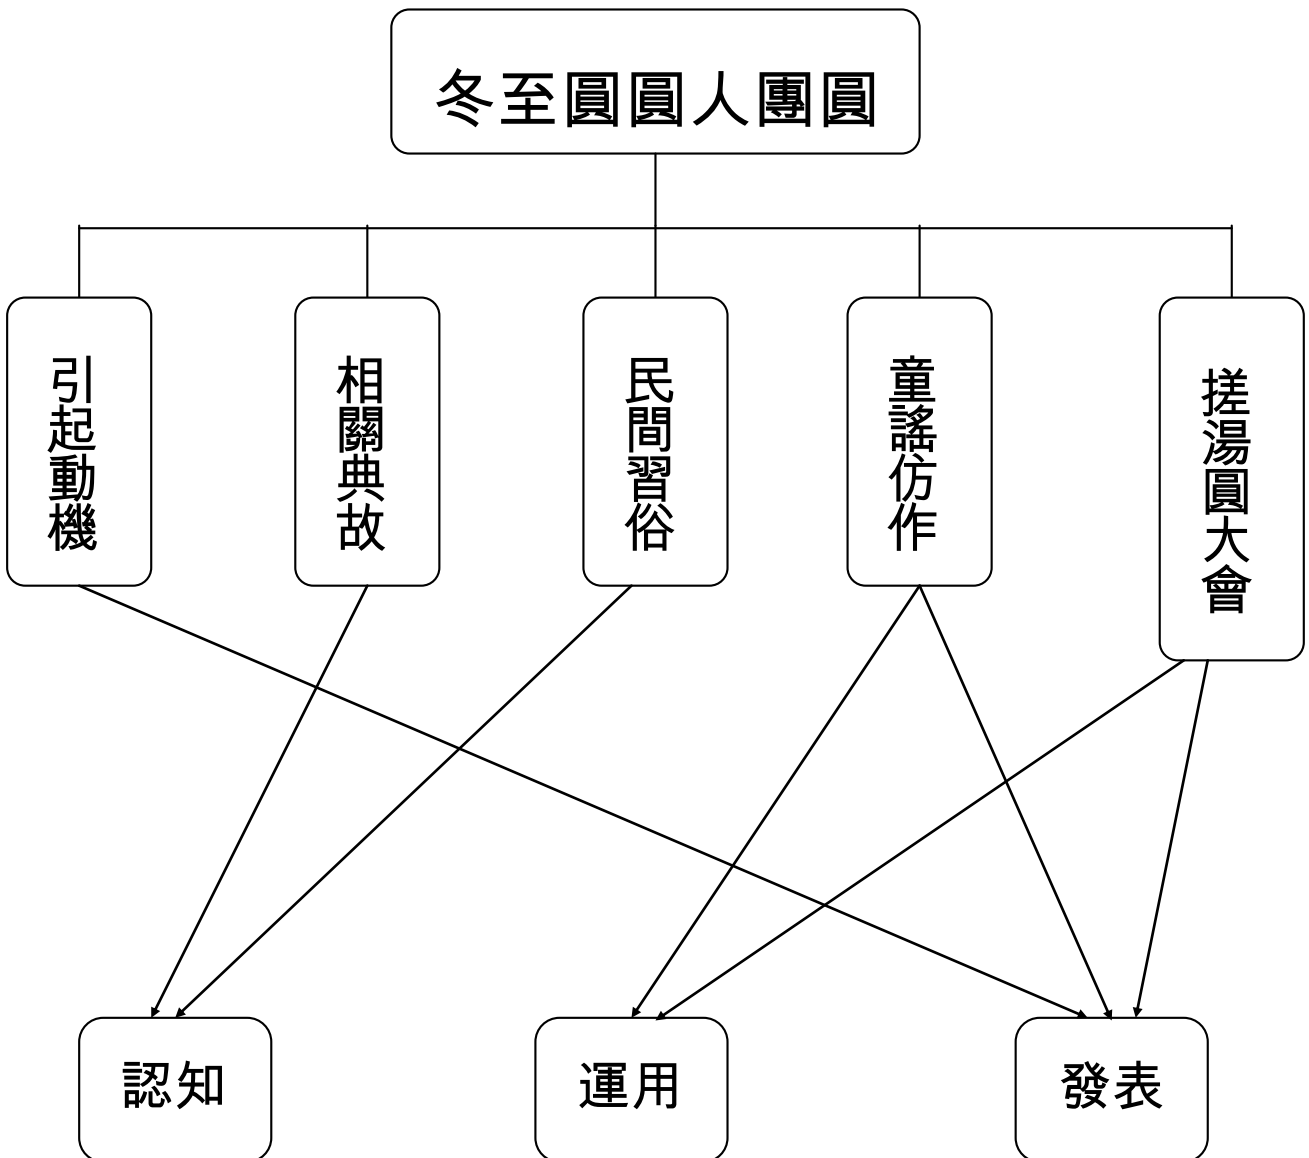 冬至圓圓人團圓
引起動機
相關典故
民間習俗
童謠仿作
搓湯圓大會
認知
運用
發表